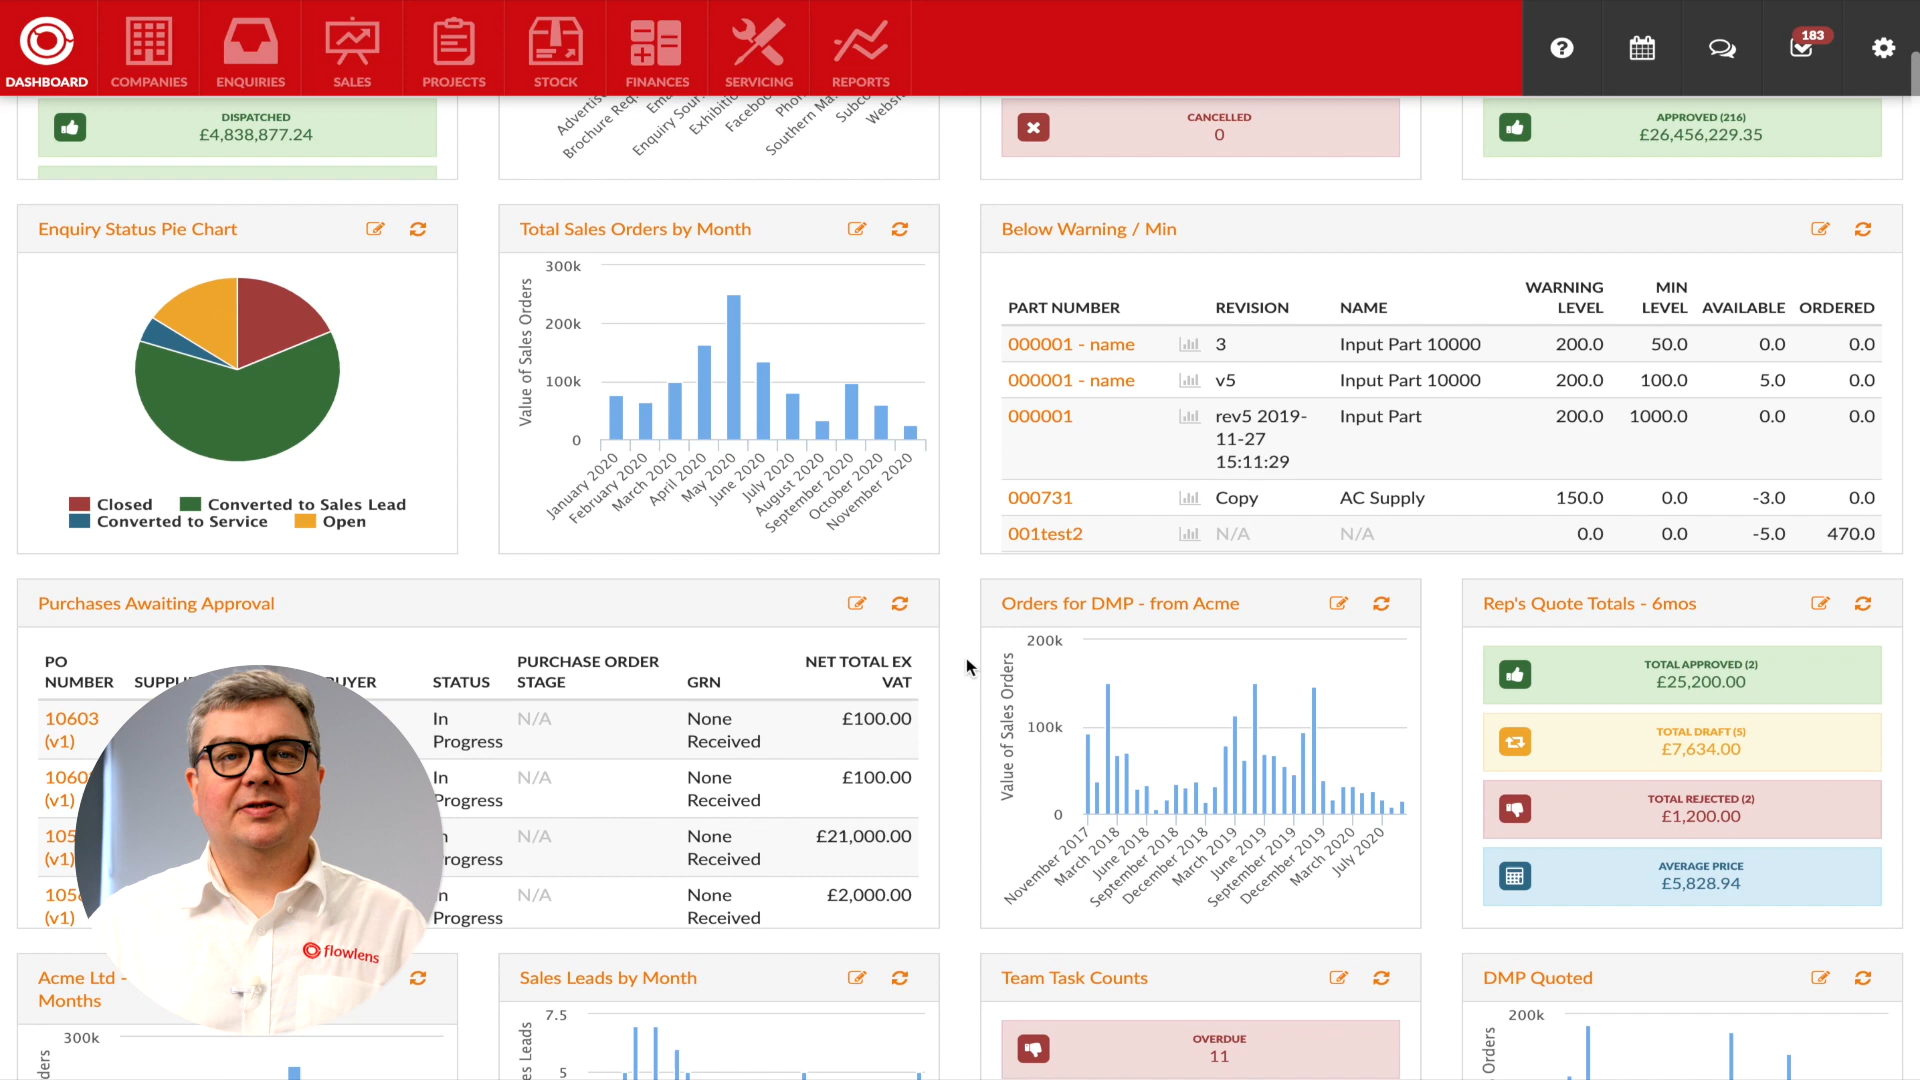 DASHBOARD
COMPANIES
ENQUIRIES
SALES
PROJECTS
STOCK
FINANCES
SERVICING
REPORTS
183
DISPATCHED
£4,838,877.24
CANCELLED
0
APPROVED (216)
£26,456,229.35
Enquiry Status Pie Chart
Closed
Converted to Sales Lead
Converted to Service
Open
Total Sales Orders by Month
Value of Sales Orders
300k
200k
100k
0
January 2020
February 2020
March 2020
April 2020
May 2020
June 2020
July 2020
August 2020
September 2020
October 2020
November 2020
Below Warning / Min
PART NUMBER REVISION NAME WARNING LEVEL MIN LEVEL AVAILABLE ORDERED
000001 - name 3 Input Part 10000 200.0 50.0 0.0 0.0
000001 - name v5 Input Part 10000 200.0 100.0 5.0 0.0
000001 rev5 2019-11-27 15:11:29 Input Part 200.0 1000.0 0.0 0.0
000731 Copy AC Supply 150.0 0.0 -3.0 0.0
001test2 N/A N/A 0.0 0.0 -5.0 470.0
Purchases Awaiting Approval
PO NUMBER STATUS PURCHASE ORDER STAGE GRN NET TOTAL EX VAT
10603 (v1) In Progress N/A None Received £100.00
(v1) In Progress N/A None Received £100.00
(v1) N/A None Received £21,000.00
(v1) Progress N/A None Received £2,000.00
flowlens
Orders for DMP - from Acme
Value of Sales Orders
200k
100k
0
November 2017
March 2018
June 2018
September 2018
December 2018
March 2019
June 2019
September 2019
December 2019
March 2020
July 2020
Rep's Quote Totals - 6mos
TOTAL APPROVED (2)
£25,200.00
TOTAL DRAFT (5)
£7,634.00
TOTAL REJECTED (2)
£1,200.00
AVERAGE PRICE
£5,828.94
Acme Ltd -
Months
300k
Sales Leads by Month
7.5
5
Leads
Team Task Counts
OVERDUE
11
DMP Quoted
200k
Orders